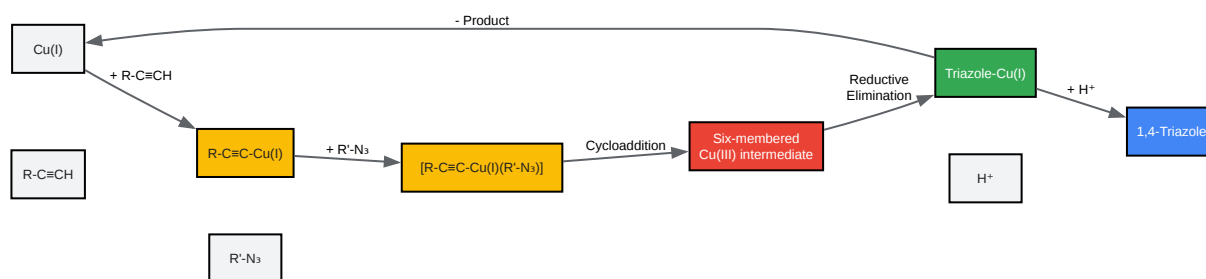 - Product
Cu(I)
+ R-C≡CH
R-C≡C-Cu(I)
+ R'-N₃
[R-C≡C-Cu(I)(R'-N₃)]
Cycloaddition
Six-membered
Cu(III) intermediate
Reductive
Elimination
Triazole-Cu(I)
+ H⁺
1,4-Triazole
R-C≡CH
R'-N₃
H⁺